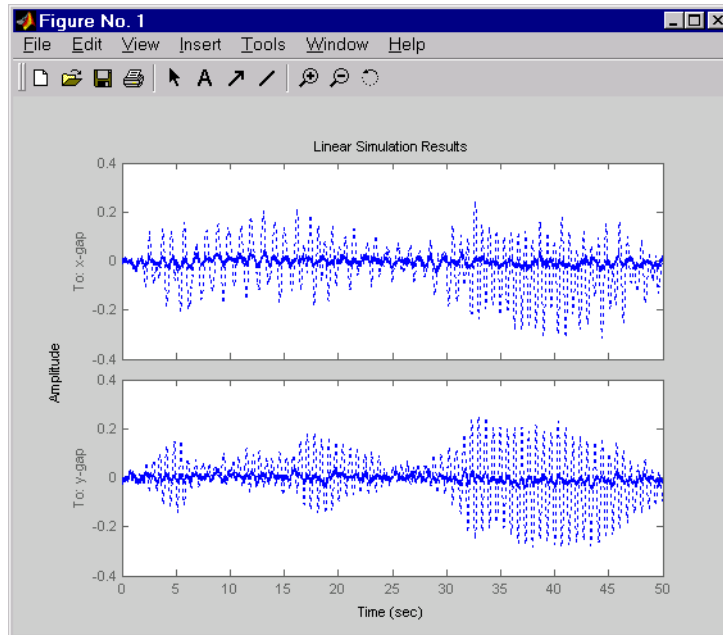 Figure No. 1
File Edit View Insert Tools Window Help
A
Linear Simulation Results
0.4
0.2
0
-0.2
-0.4
To: x-gap
Amplitude
0.4
0.2
0
-0.2
-0.4
To: y-gap
0 5 10 15 20 25 30 35 40 45 50
Time (sec)